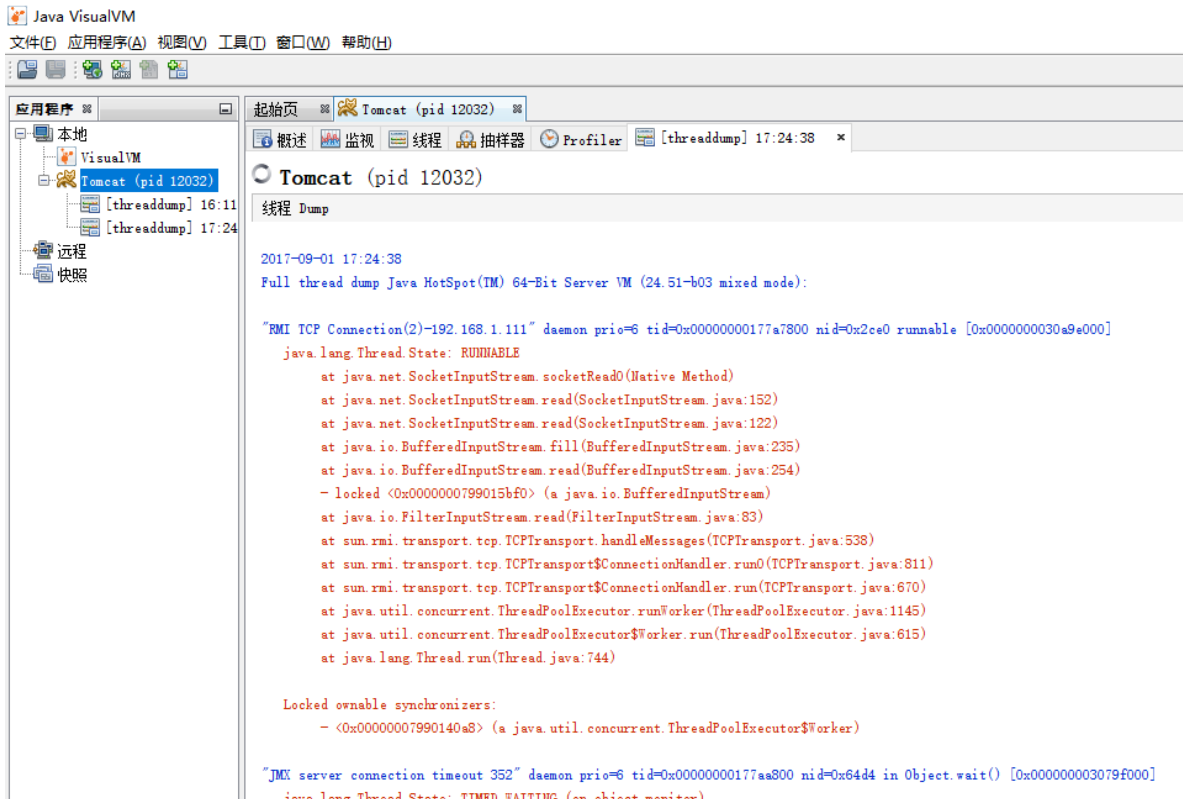 Java VisualVM
文件(F) 应用程序(A) 视图(V) 工具(T) 窗口(W) 帮助(H)
应用程序
本地
VisualVM
Tomcat (pid 12032)
[threaddump] 16:11
[threaddump] 17:24
远程
快照
起始页 Tomcat (pid 12032)
概述 监视 线程 抽样器 Profiler [threaddump] 17:24:38
Tomcat (pid 12032)
线程 Dump
2017-09-01 17:24:38
Full thread dump Java HotSpot(TM) 64-Bit Server VM (24.51-b03 mixed mode):
"RMI TCP Connection(2)-192.168.1.111" daemon prio=6 tid=0x00000000177a7800 nid=0x2ce0 runnable [0x0000000030a9e000]
java.lang.Thread.State: RUNNABLE
at java.net.SocketInputStream.socketRead0(Native Method)
at java.net.SocketInputStream.read(SocketInputStream.java:152)
at java.net.SocketInputStream.read(SocketInputStream.java:122)
at java.io.BufferedInputStream.fill(BufferedInputStream.java:235)
at java.io.BufferedInputStream.read(BufferedInputStream.java:254)
- locked <0x0000000799015bf0> (a java.io.BufferedInputStream)
at java.io.FilterInputStream.read(FilterInputStream.java:83)
at sun.rmi.transport.tcp.TCPTransport.handleMessages(TCPTransport.java:538)
at sun.rmi.transport.tcp.TCPTransport$ConnectionHandler.run0(TCPTransport.java:811)
at sun.rmi.transport.tcp.TCPTransport$ConnectionHandler.run(TCPTransport.java:670)
at java.util.concurrent.ThreadPoolExecutor.runWorker(ThreadPoolExecutor.java:1145)
at java.util.concurrent.ThreadPoolExecutor$Worker.run(ThreadPoolExecutor.java:615)
at java.lang.Thread.run(Thread.java:744)
Locked ownable synchronizers:
- <0x00000007990140a8> (a java.util.concurrent.ThreadPoolExecutor$Worker)
"JMX server connection timeout 352" daemon prio=6 tid=0x00000000177aa800 nid=0x64d4 in Object.wait() [0x000000003079f000]
java.lang.Thread.State: TIMED_WAITING (on object monitor)